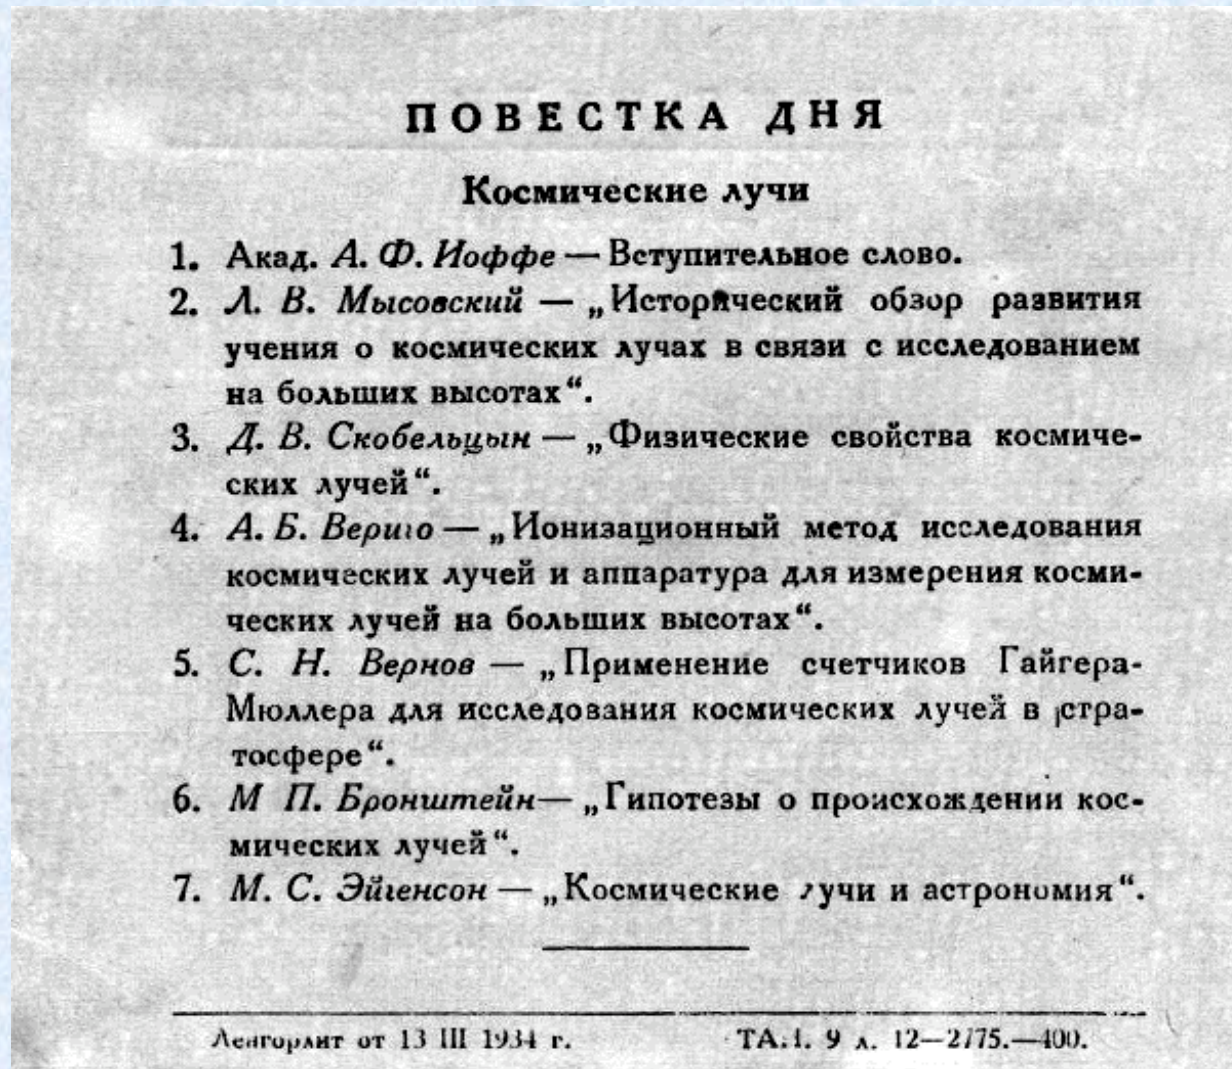 ПОВЕСТКА ДНЯ
Космические лучи
1. Акад. А. Ф. Иоффе — Вступительное слово.
2. Л. В. Мысовский — „Исторический обзор развития
учения о космических лучах в связи с исследованием
на больших высотах“.
3. Д. В. Скобельцын — „Физические свойства космиче-
ских лучей“.
4. А. Б. Вериго — „Ионизационный метод исследования
космических лучей и аппаратура для измерения косми-
ческих лучей на больших высотах“.
5. С. Н. Вернов — „Применение счетчиков Гайгера-
Мюллера для исследования космических лучей в стра-
тосфере“.
6. М П. Бронштейн— „Гипотезы о происхождении кос-
мических лучей“.
7. М. С. Эйгенсон — „Космические лучи и астрономия“.
Ленгорлит от 13 III 1934 г. 9 л. 12—2775.—400.